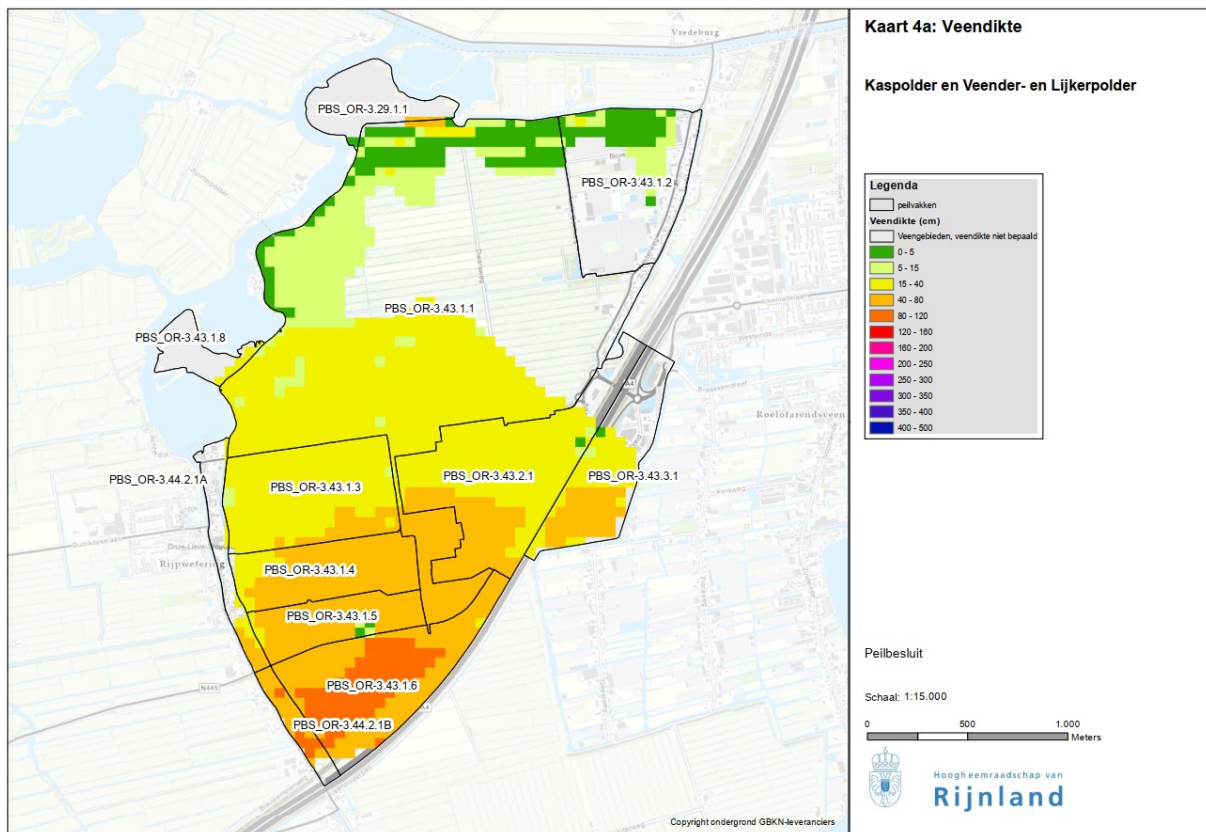 Kaart 4a: Veendikte
Kaspolder en Veender- en Lijkerpolder
Vredeburg
PBS_OR-3.29.1.1
PBS_OR-3.43.1.2
PBS_OR-3.43.1.1
PBS_OR-3.43.1.8
A4
Roelofarendsveen
PBS_OR-3.44.2.1A
PBS_OR-3.43.1.3
PBS_OR-3.43.2.1
PBS_OR-3.43.3.1
Rijpwetering
PBS_OR-3.43.1.4
PBS_OR-3.43.1.5
N445
PBS_OR-3.43.1.6
PBS_OR-3.44.2.1B
A4
Copyright ondergrond GBKN-leveranciers
Legenda
peilvakken
Veendikte (cm)
Veengebieden, veendikte niet bepaald
0 - 5
5 - 15
15 - 40
40 - 80
80 - 120
120 - 160
160 - 200
200 - 250
250 - 300
300 - 350
350 - 400
400 - 500
Peilbesluit
Schaal: 1:15.000
0 500 1.000
Meters
Hoogheemraadschap van
Rijnland